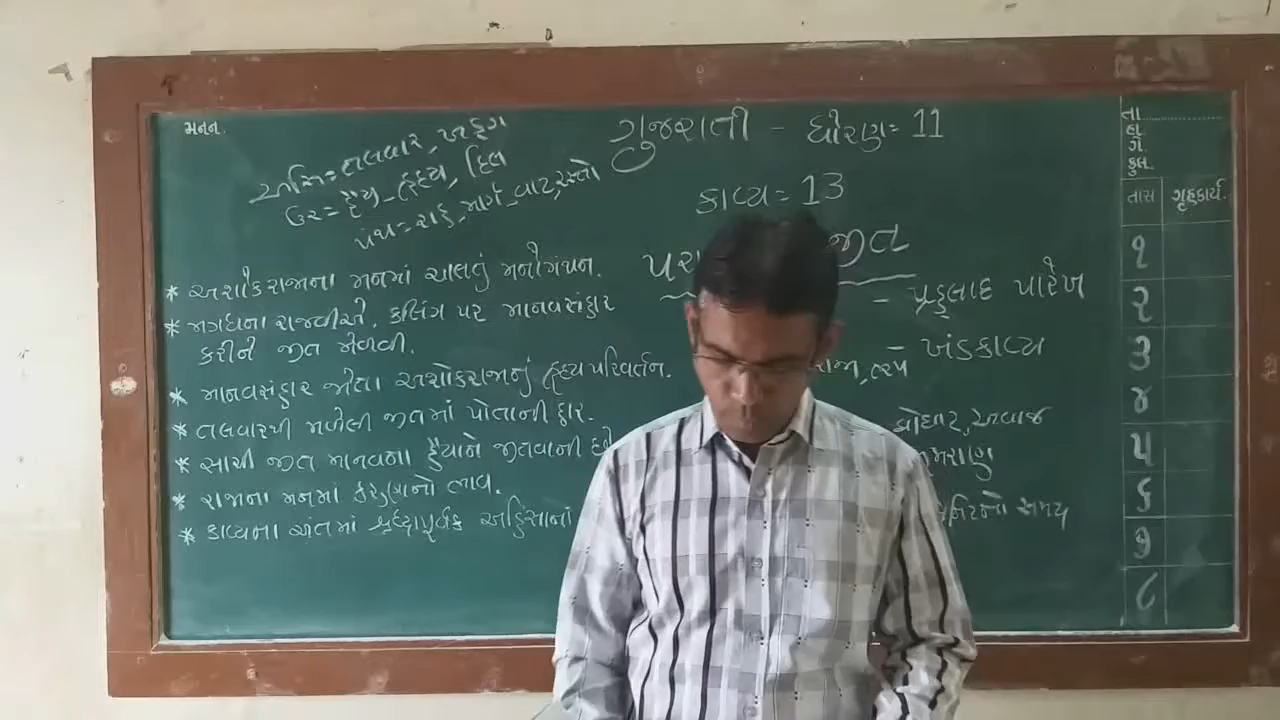 મનન.
ગુજરાતી - ધોરણ = 11
અસિ = તલવાર, ખડ્ગ
ઉર = હૈયું - હૃદય, દિલ
પંથ = રાહ, માર્ગ - વાટ, રસ્તો
કાવ્ય = 13
જીત
- પ્રહ્લાદ પારેખ
- ખંડકાવ્ય
* અશોકરાજાના મનમાં ચાલતું મનોમંથન.
* મગધના રાજવીએ. કલિંગ પર માનવસંહાર
કરીને જીત મેળવી.
* માનવસંહાર જોતા અશોકરાજાનું હૃદય પરિવર્તન.
* તલવારથી મળેલી જીતમાં પોતાની હાર.
* સાચી જીત માનવના હૈયાને જીતવાની
* રાજાના મનમાં કરુણાનો ભાવ.
* કાવ્યના અંતમાં શ્રદ્ધાપૂર્વક અહિંસાનાં
અવાજ
સમય
તા.
હા
ગે.
કુલ.
તાસ ગૃહકાર્ય.
૧
૨
૩
૪
૫
૬
૭
૮